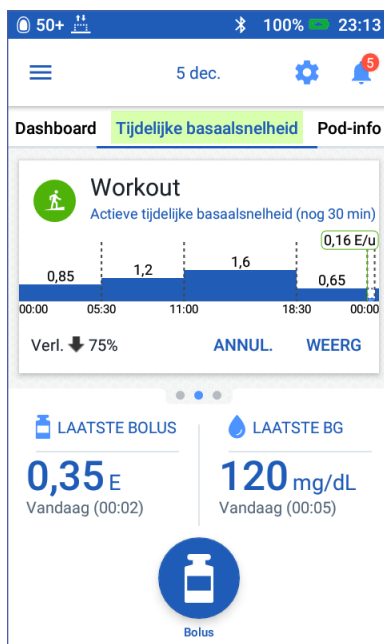 50+ 100% 23:13
5 dec. 5
Dashboard Tijdelijke basaalsnelheid Pod-info
Workout
Actieve tijdelijke basaalsnelheid (nog 30 min)
0,16 E/u
0,85 1,2 1,6 0,65
00:00 05:30 11:00 18:30 00:00
Verl. 75% ANNUL. WEERG
LAATSTE BOLUS LAATSTE BG
0,35 E 120 mg/dL
Vandaag (00:02) Vandaag (00:05)
Bolus